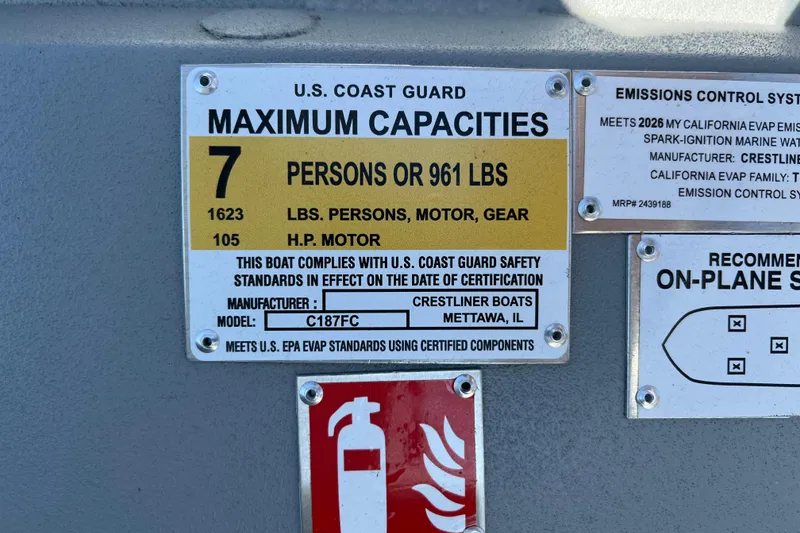 U.S. COAST GUARD
MAXIMUM CAPACITIES
7 PERSONS OR 961 LBS
1623 LBS. PERSONS, MOTOR, GEAR
105 H.P. MOTOR
THIS BOAT COMPLIES WITH U.S. COAST GUARD SAFETY
STANDARDS IN EFFECT ON THE DATE OF CERTIFICATION
MANUFACTURER : CRESTLINER BOATS
MODEL: C187FC METTAWA, IL
MEETS U.S. EPA EVAP STANDARDS USING CERTIFIED COMPONENTS
EMISSIONS CONTROL SYST
MEETS 2026 MY CALIFORNIA EVAP EMIS
SPARK-IGNITION MARINE WAT
MANUFACTURER: CRESTLINE
CALIFORNIA EVAP FAMILY: T
EMISSION CONTROL SY
MRP# 2439188
RECOMMEN
ON-PLANE S